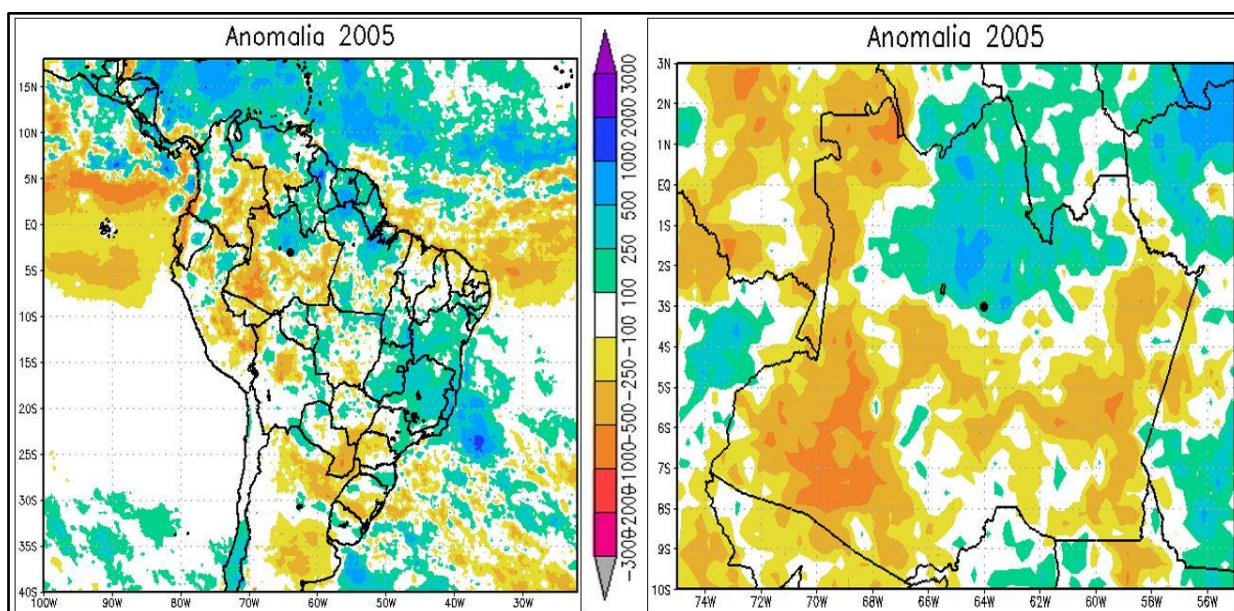 Anomalia 2005
15N
10N
5N
EQ
5S
10S
15S
20S
25S
30S
35S
40S
100W 90W 80W 70W 60W 50W 40W 30W
3000
2000
1000
500
250
100
-100
-250
-500
-1000
-2000
-3000
Anomalia 2005
3N
2N
1N
EQ
1S
2S
3S
4S
5S
6S
7S
8S
9S
10S
74W 72W 70W 68W 66W 64W 62W 60W 58W 56W